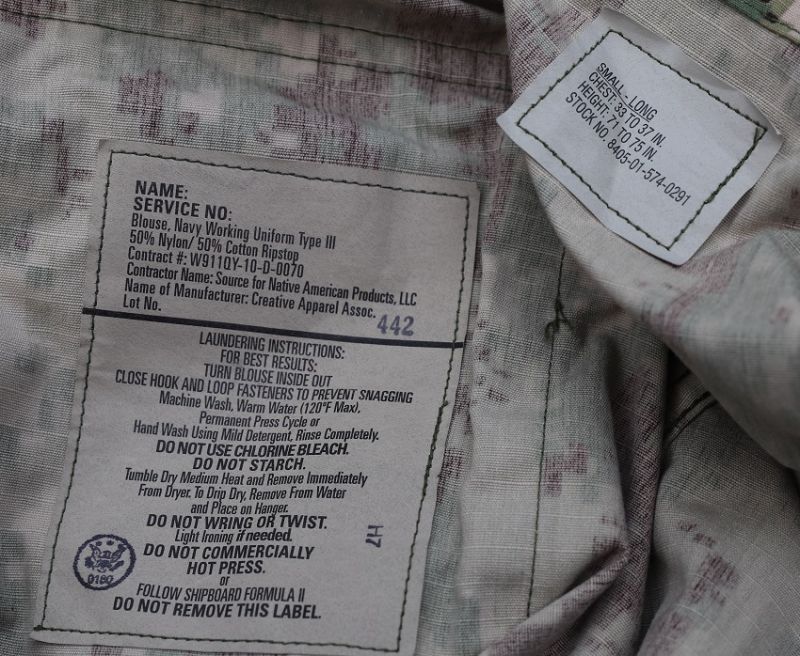 NAME:
SERVICE NO:
Blouse, Navy Working Uniform Type III
50% Nylon/ 50% Cotton Ripstop
Contract #: W911QY-10-D-0070
Contractor Name: Source for Native American Products, LLC
Name of Manufacturer: Creative Apparel Assoc.
Lot No.
442
LAUNDERING INSTRUCTIONS:
FOR BEST RESULTS:
TURN BLOUSE INSIDE OUT
CLOSE HOOK AND LOOP FASTENERS TO PREVENT SNAGGING
Machine Wash, Warm Water (120°F Max),
Permanent Press Cycle or
Hand Wash Using Mild Detergent, Rinse Completely.
DO NOT USE CHLORINE BLEACH.
DO NOT STARCH.
Tumble Dry Medium Heat and Remove Immediately
From Dryer. To Drip Dry, Remove From Water
and Place on Hanger.
DO NOT WRING OR TWIST.
Light Ironing if needed.
DO NOT COMMERCIALLY
HOT PRESS.
or
FOLLOW SHIPBOARD FORMULA II
DO NOT REMOVE THIS LABEL.
0180
SMALL - LONG
CHEST: 33 TO 37 IN.
HEIGHT: 71 TO 75 IN.
STOCK NO. 8405-01-574-0291